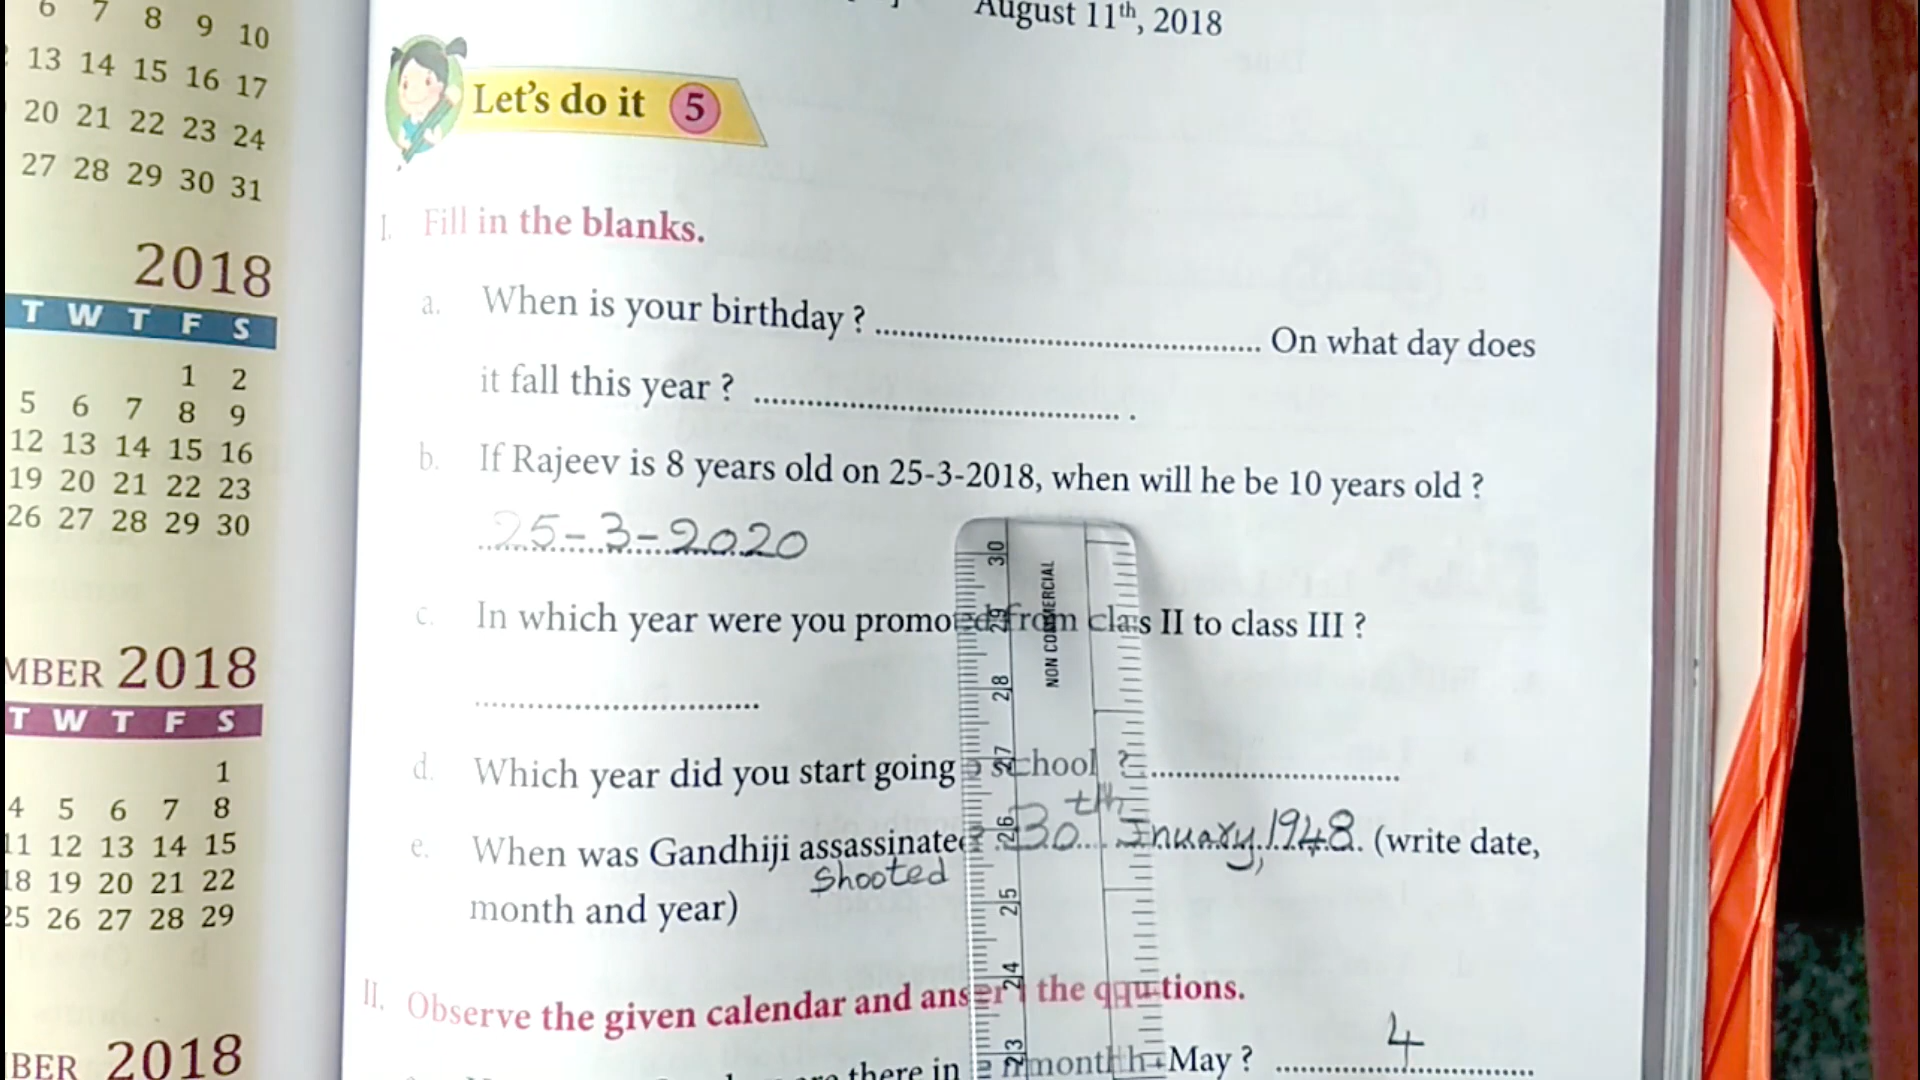 6 7 8 9 10
13 14 15 16 17
20 21 22 23 24
27 28 29 30 31
2018
T W T F S
1 2
5 6 7 8 9
12 13 14 15 16
19 20 21 22 23
26 27 28 29 30
MBER 2018
T W T F S
1
4 5 6 7 8
11 12 13 14 15
18 19 20 21 22
25 26 27 28 29
BER 2018
August 11th, 2018
Let's do it 5
I. Fill in the blanks.
a. When is your birthday ? .......... On what day does
it fall this year ? .......... .
b. If Rajeev is 8 years old on 25-3-2018, when will he be 10 years old ?
25-3-2020
c. In which year were you promoted from class II to class III ?
d. Which year did you start going school ? ..........
e. When was Gandhiji assassinated 30th Jnuary, 1948. (write date,
Shooted
month and year)
II. Observe the given calendar and the
there in month May ? 4
30
29
28
27
26
25
24
23
NON COMMERCIAL